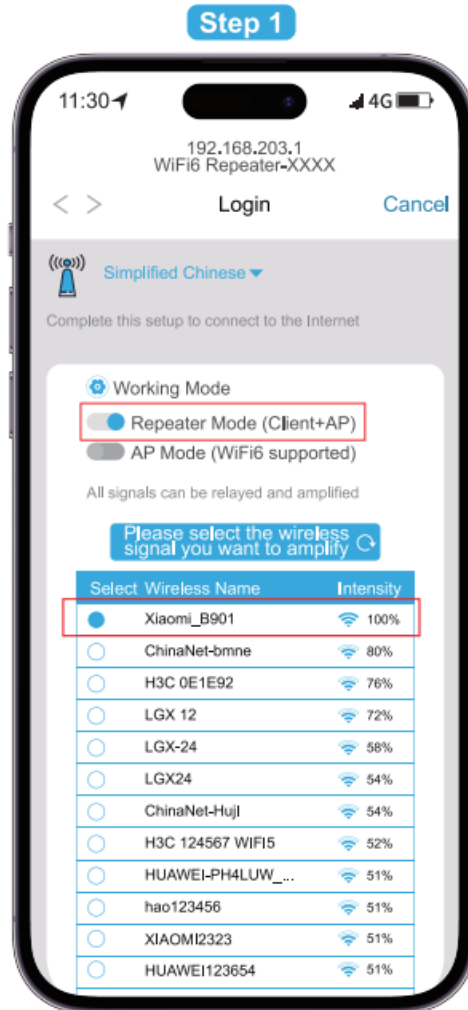 Step 1
11:30 4G
192.168.203.1
WiFi6 Repeater-XXXX
< > Login Cancel
Simplified Chinese
Complete this setup to connect to the Internet
Working Mode
Repeater Mode (Client+AP)
AP Mode (WiFi6 supported)
All signals can be relayed and amplified
Please select the wireless
signal you want to amplify
Select Wireless Name Intensity
Xiaomi_B901 100%
ChinaNet-bmne 80%
H3C 0E1E92 76%
LGX 12 72%
LGX-24 58%
LGX24 54%
ChinaNet-HujI 54%
H3C 124567 WIFI5 52%
HUAWEI-PH4LUW_... 51%
hao123456 51%
XIAOMI2323 51%
HUAWEI123654 51%